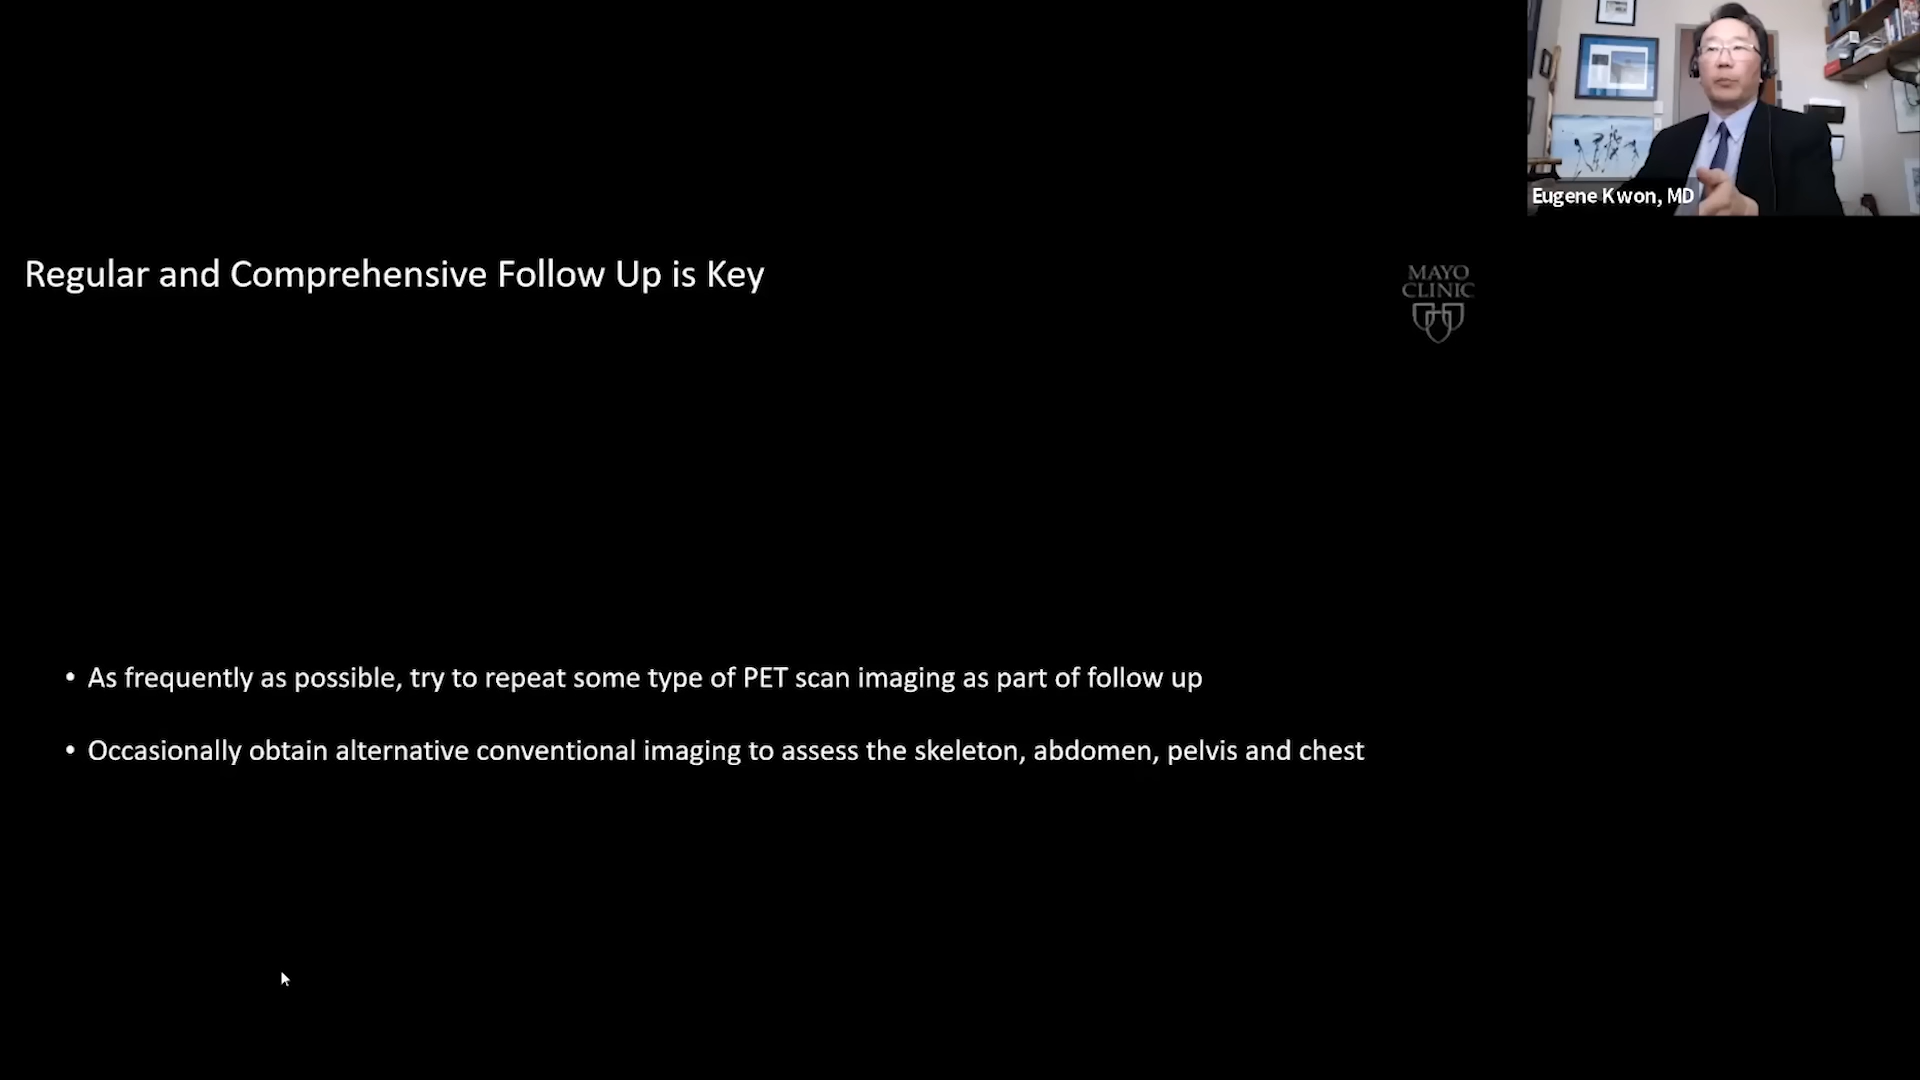 Eugene Kwon, MD
Regular and Comprehensive Follow Up is Key
MAYO
CLINIC
• As frequently as possible, try to repeat some type of PET scan imaging as part of follow up
• Occasionally obtain alternative conventional imaging to assess the skeleton, abdomen, pelvis and chest